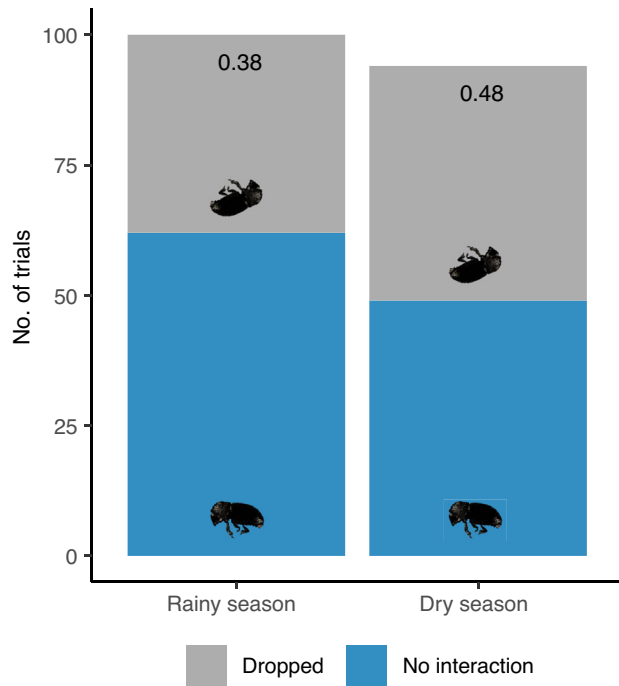 100
0.38
0.48
75
No. of trials
50
25
0
Rainy season
Dry season
Dropped
No interaction